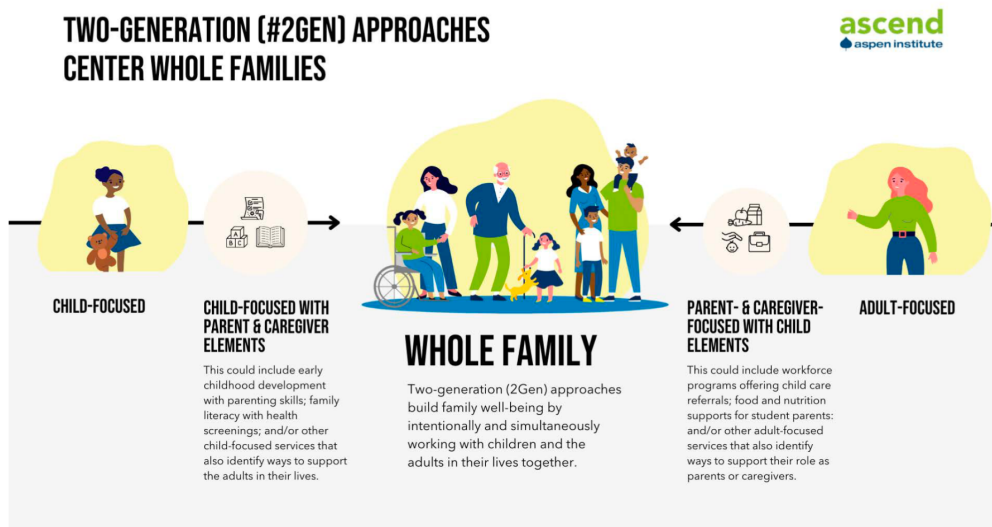 TWO-GENERATION (#2GEN) APPROACHES
CENTER WHOLE FAMILIES
ascend
aspen institute
A
B C
CHILD-FOCUSED
CHILD-FOCUSED WITH
PARENT & CAREGIVER
ELEMENTS
This could include early
childhood development
with parenting skills; family
literacy with health
screenings; and/or other
child-focused services that
also identify ways to support
the adults in their lives.
WHOLE FAMILY
Two-generation (2Gen) approaches
build family well-being by
intentionally and simultaneously
working with children and the
adults in their lives together.
PARENT- & CAREGIVER-
FOCUSED WITH CHILD
ELEMENTS
This could include workforce
programs offering child care
referrals; food and nutrition
supports for student parents:
and/or other adult-focused
services that also identify
ways to support their role as
parents or caregivers.
ADULT-FOCUSED